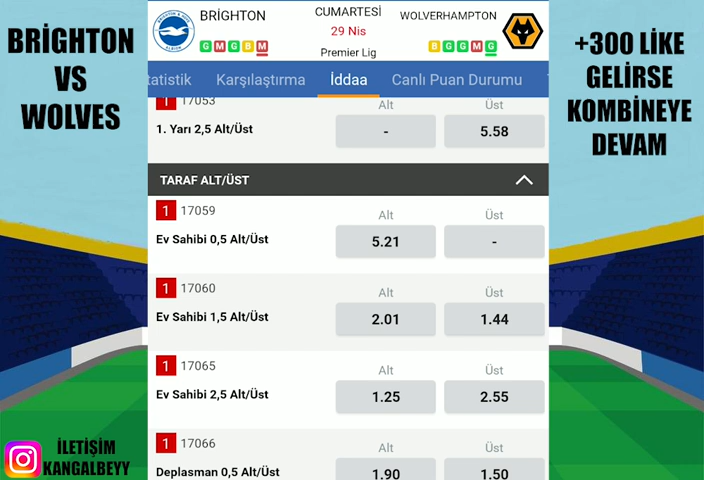 BRİGHTON
VS
WOLVES
BRİGHTON
G M G B M
CUMARTESİ
29 Nis
Premier Lig
WOLVERHAMPTON
B G G M G
tatistik Karşılaştırma İddaa Canlı Puan Durumu
1 17053 Alt Üst
1. Yarı 2,5 Alt/Üst - 5.58
TARAF ALT/ÜST
1 17059 Alt Üst
Ev Sahibi 0,5 Alt/Üst 5.21 -
1 17060 Alt Üst
Ev Sahibi 1,5 Alt/Üst 2.01 1.44
1 17065 Alt Üst
Ev Sahibi 2,5 Alt/Üst 1.25 2.55
1 17066 Alt Üst
Deplasman 0,5 Alt/Üst 1.90 1.50
+300 LİKE
GELİRSE
KOMBİNEYE
DEVAM
İLETİŞİM
KANGALBEYY